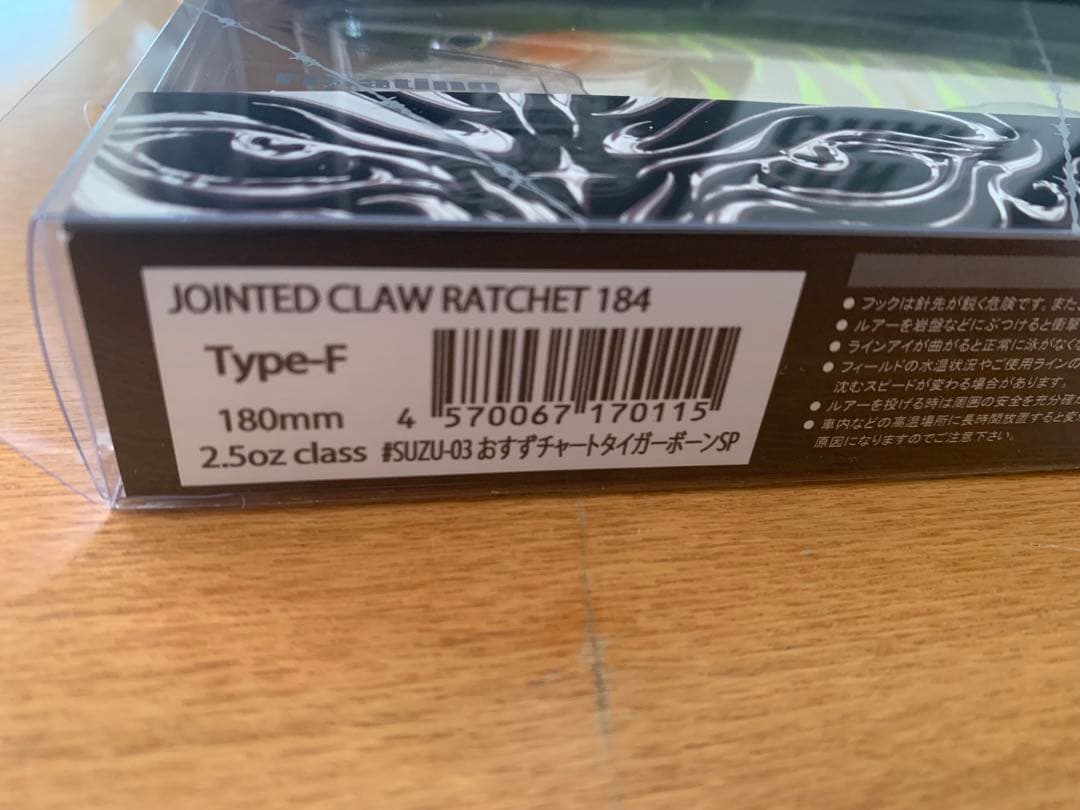 Floating
JOINTED CLAW RATCHET 184
Type-F
180mm
4 570067 170115
2.5oz class #SUZU-03 おすずチャートタイガーボーンSP
● フックは針先が鋭く危険です。また
● ルアーを岩盤などにぶつけると衝撃
● ラインアイが曲がると正常に泳がなく
● フィールドの水温状況やご使用ラインの
沈むスピードが変わる場合があります。
● ルアーを投げる時は周囲の安全を充分確
● 車内などの高温場所に長時間放置すると変
原因になりますのでご注意下さい。